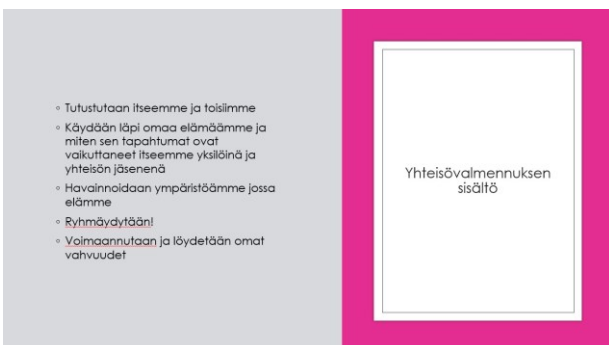 ◦ Tutustutaan itseemme ja toisiimme
◦ Käydään läpi omaa elämäämme ja
miten sen tapahtumat ovat
vaikuttaneet itseemme yksilöinä ja
yhteisön jäsenenä
◦ Havainnoidaan ympäristöämme jossa
elämme
◦ Ryhmäydytään!
◦ Voimaannutaan ja löydetään omat
vahvuudet
Yhteisövalmennuksen
sisältö